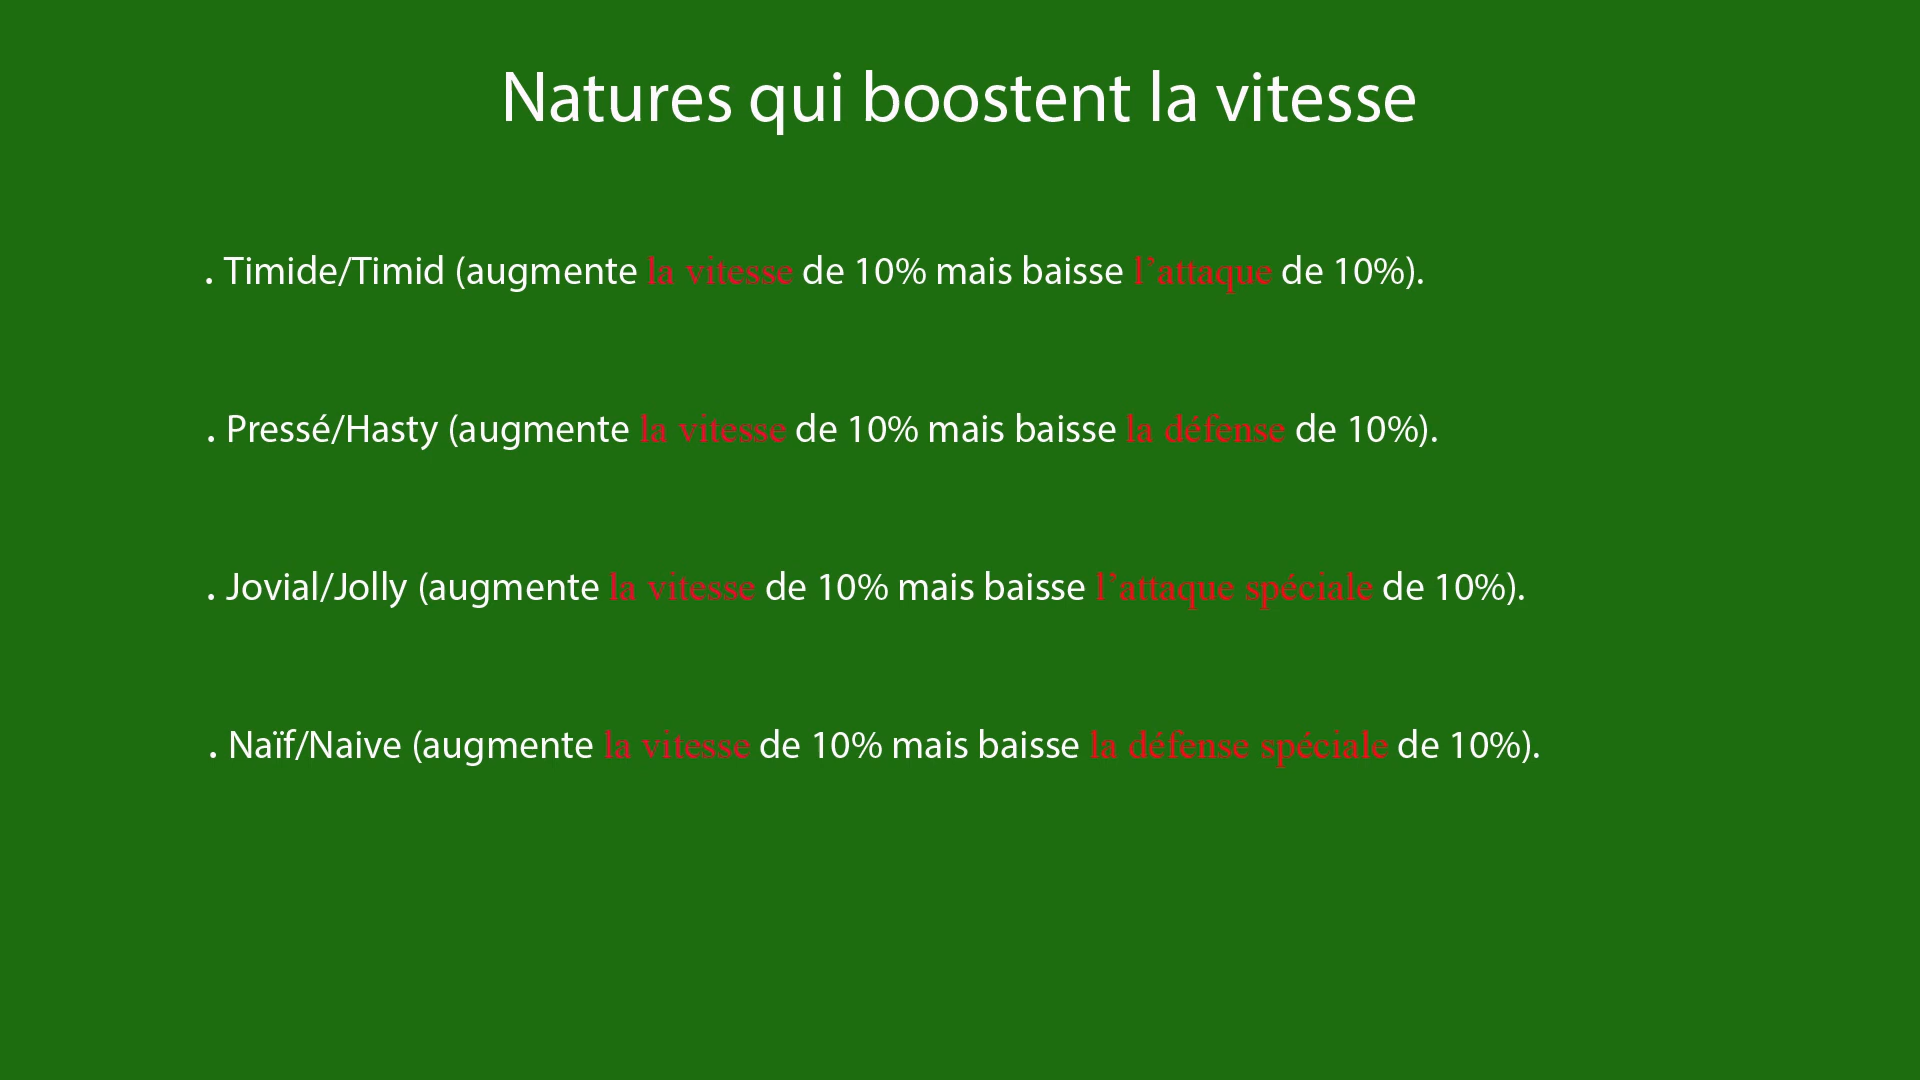 Natures qui boostent la vitesse
. Timide/Timid (augmente la vitesse de 10% mais baisse l’attaque de 10%).
. Pressé/Hasty (augmente la vitesse de 10% mais baisse la défense de 10%).
. Jovial/Jolly (augmente la vitesse de 10% mais baisse l’attaque spéciale de 10%).
. Naïf/Naive (augmente la vitesse de 10% mais baisse la défense spéciale de 10%).